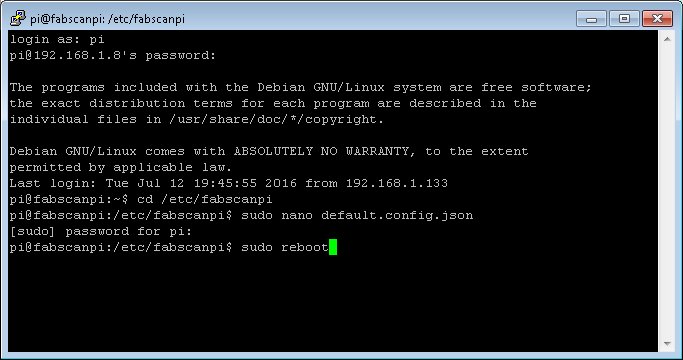 pi@fabscanpi: /etc/fabscanpi
login as: pi
pi@192.168.1.8's password:
The programs included with the Debian GNU/Linux system are free software;
the exact distribution terms for each program are described in the
individual files in /usr/share/doc/*/copyright.
Debian GNU/Linux comes with ABSOLUTELY NO WARRANTY, to the extent
permitted by applicable law.
Last login: Tue Jul 12 19:45:55 2016 from 192.168.1.133
pi@fabscanpi:~$ cd /etc/fabscanpi
pi@fabscanpi:/etc/fabscanpi$ sudo nano default.config.json
[sudo] password for pi:
pi@fabscanpi:/etc/fabscanpi$ sudo reboot